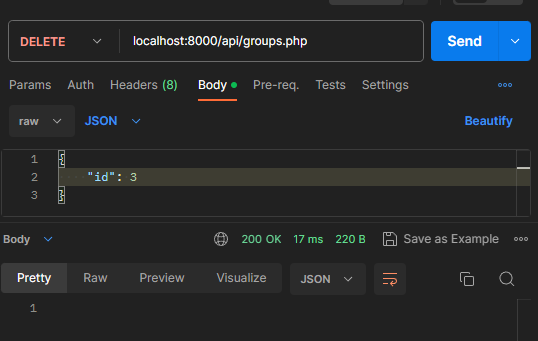 DELETE localhost:8000/api/groups.php Send
Params Auth Headers (8) Body Pre-req. Tests Settings
raw JSON Beautify
1 {
2 "id": 3
3 }
Body 200 OK 17 ms 220 B Save as Example
Pretty Raw Preview Visualize JSON
1